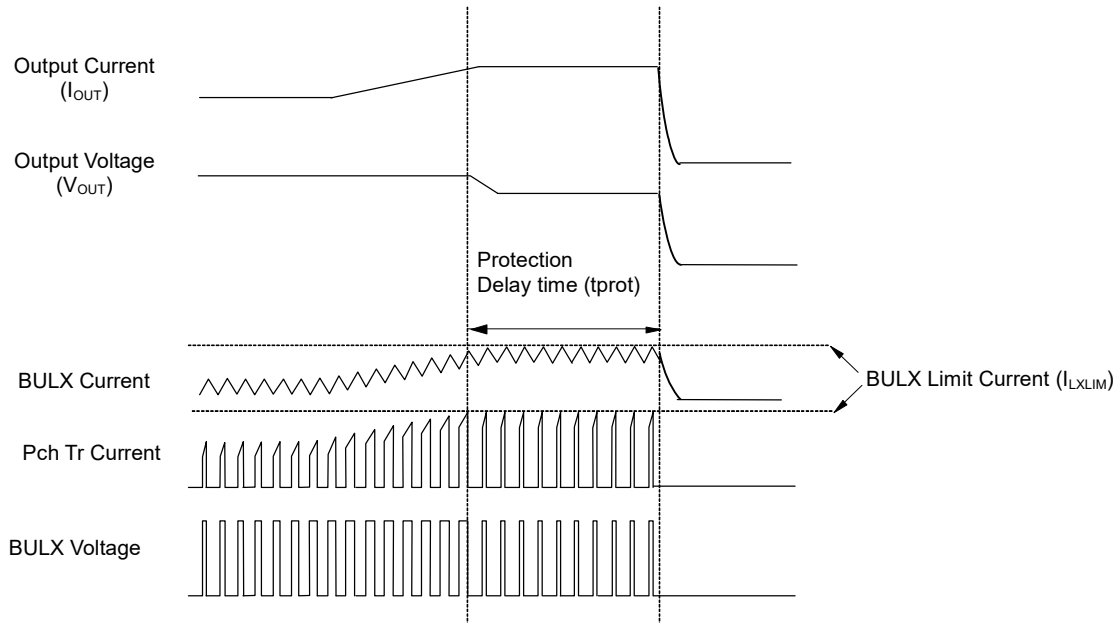 Output Current
(IOUT)
Output Voltage
(VOUT)
Protection
Delay time (tprot)
BULX Current
BULX Limit Current (ILXLIM)
Pch Tr Current
BULX Voltage